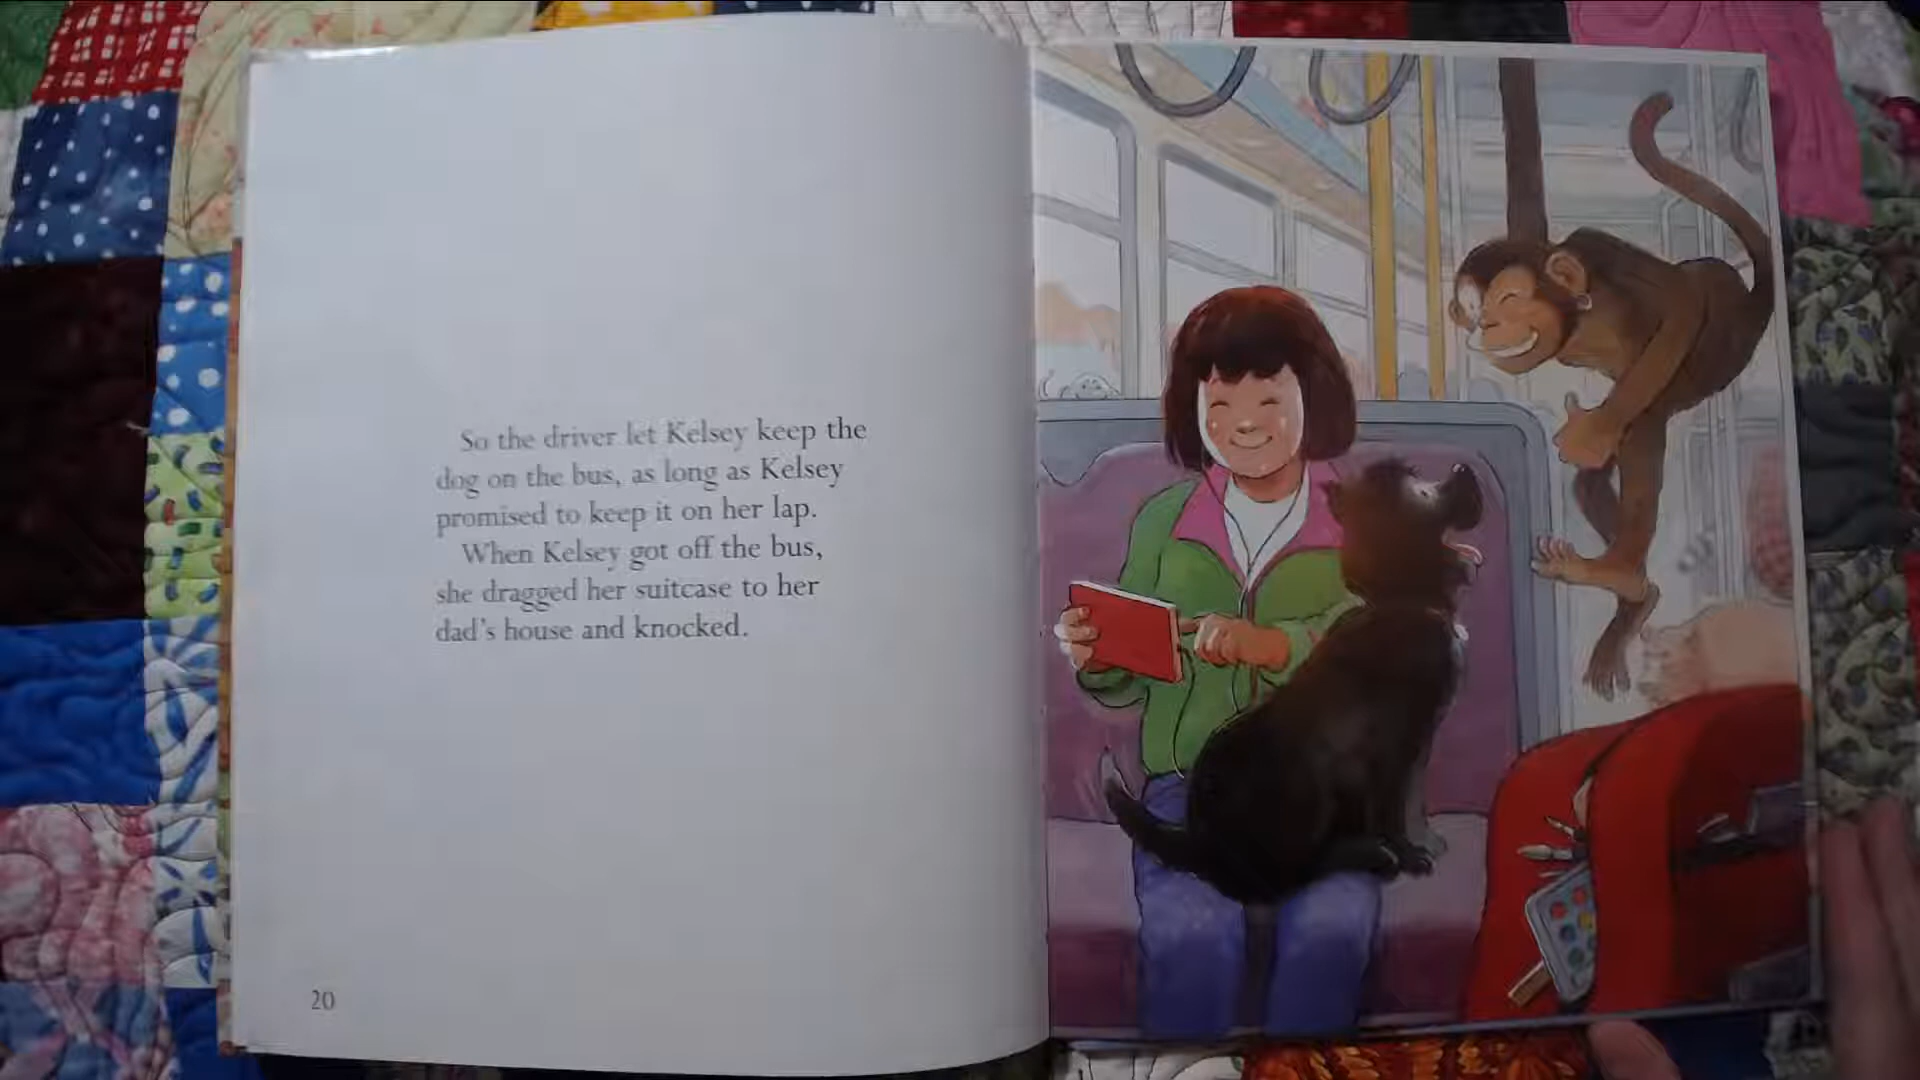 So the driver let Kelsey keep the
dog on the bus, as long as Kelsey
promised to keep it on her lap.
When Kelsey got off the bus,
she dragged her suitcase to her
dad's house and knocked.
20